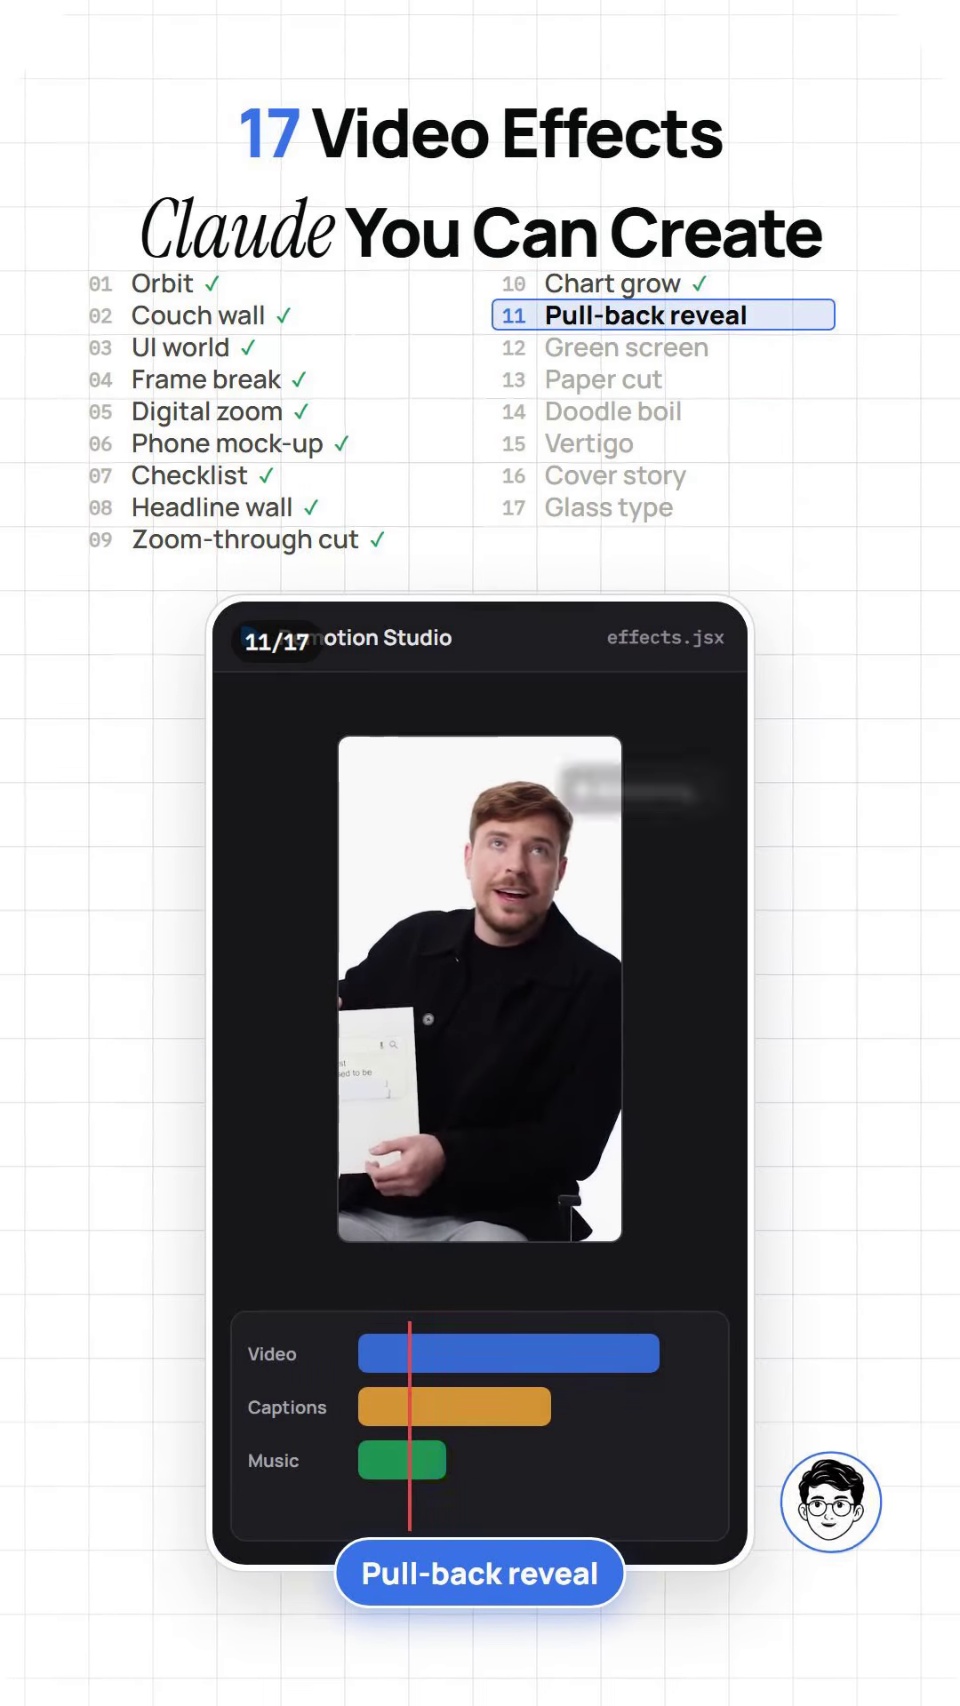 17 Video Effects
Claude You Can Create
01 Orbit ✓
02 Couch wall ✓
03 UI world ✓
04 Frame break ✓
05 Digital zoom ✓
06 Phone mock-up ✓
07 Checklist ✓
08 Headline wall ✓
09 Zoom-through cut ✓
10 Chart grow ✓
11 Pull-back reveal
12 Green screen
13 Paper cut
14 Doodle boil
15 Vertigo
16 Cover story
17 Glass type
11/17
motion Studio
effects.jsx
to be
Video
Captions
Music
Pull-back reveal